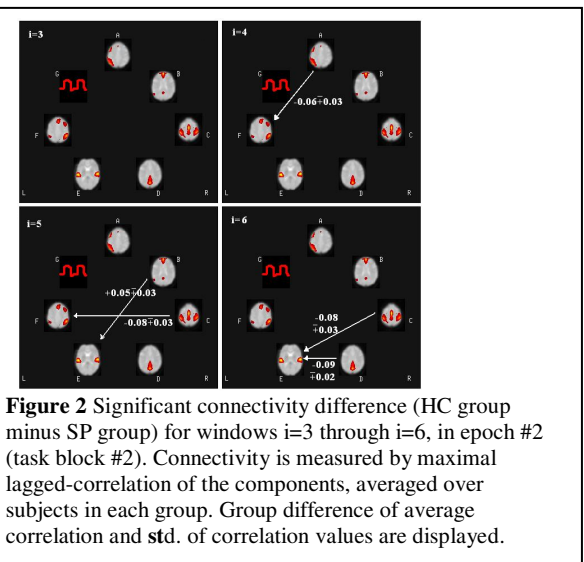 i=3
A
G
B
F
C
E
D
L
R
i=4
A
G
B
-0.06∓0.03
F
C
E
D
L
R
i=5
A
G
B
+0.05∓0.03
F
C
-0.08∓0.03
E
D
L
R
i=6
A
G
B
F
C
-0.08
∓0.03
-0.09
∓0.02
E
D
L
R
Figure 2 Significant connectivity difference (HC group
minus SP group) for windows i=3 through i=6, in epoch #2
(task block #2). Connectivity is measured by maximal
lagged-correlation of the components, averaged over
subjects in each group. Group difference of average
correlation and std. of correlation values are displayed.